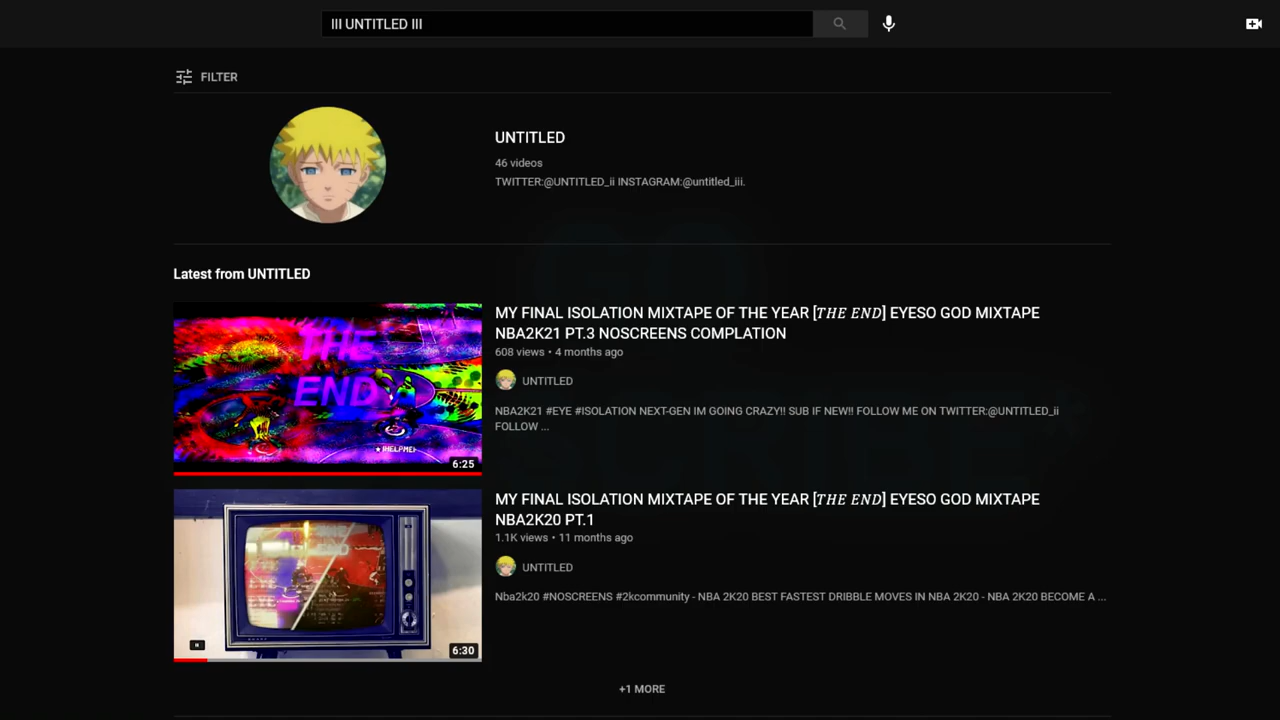 III UNTITLED III
FILTER
UNTITLED
46 videos
TWITTER:@UNTITLED_ii INSTAGRAM:@untitled_iii.
Latest from UNTITLED
THE
END
6:25
MY FINAL ISOLATION MIXTAPE OF THE YEAR [𝑇𝐻𝐸 𝐸𝑁𝐷] EYESO GOD MIXTAPE
NBA2K21 PT.3 NOSCREENS COMPLATION
608 views • 4 months ago
UNTITLED
NBA2K21 #EYE #ISOLATION NEXT-GEN IM GOING CRAZY!! SUB IF NEW!! FOLLOW ME ON TWITTER:@UNTITLED_ii
FOLLOW ...
6:30
MY FINAL ISOLATION MIXTAPE OF THE YEAR [𝑇𝐻𝐸 𝐸𝑁𝐷] EYESO GOD MIXTAPE
NBA2K20 PT.1
1.1K views • 11 months ago
UNTITLED
Nba2k20 #NOSCREENS #2kcommunity - NBA 2K20 BEST FASTEST DRIBBLE MOVES IN NBA 2K20 - NBA 2K20 BECOME A ...
+1 MORE